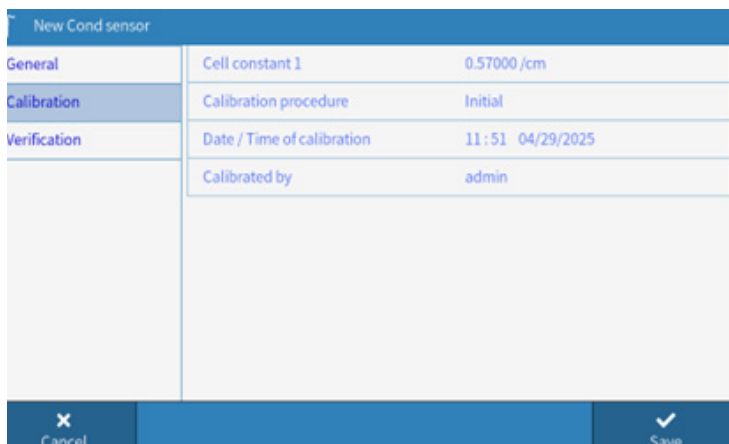 New Cond sensor
General
Calibration
Verification
Cell constant 1 0.57000 /cm
Calibration procedure Initial
Date / Time of calibration 11:51 04/29/2025
Calibrated by admin
Cancel
Save